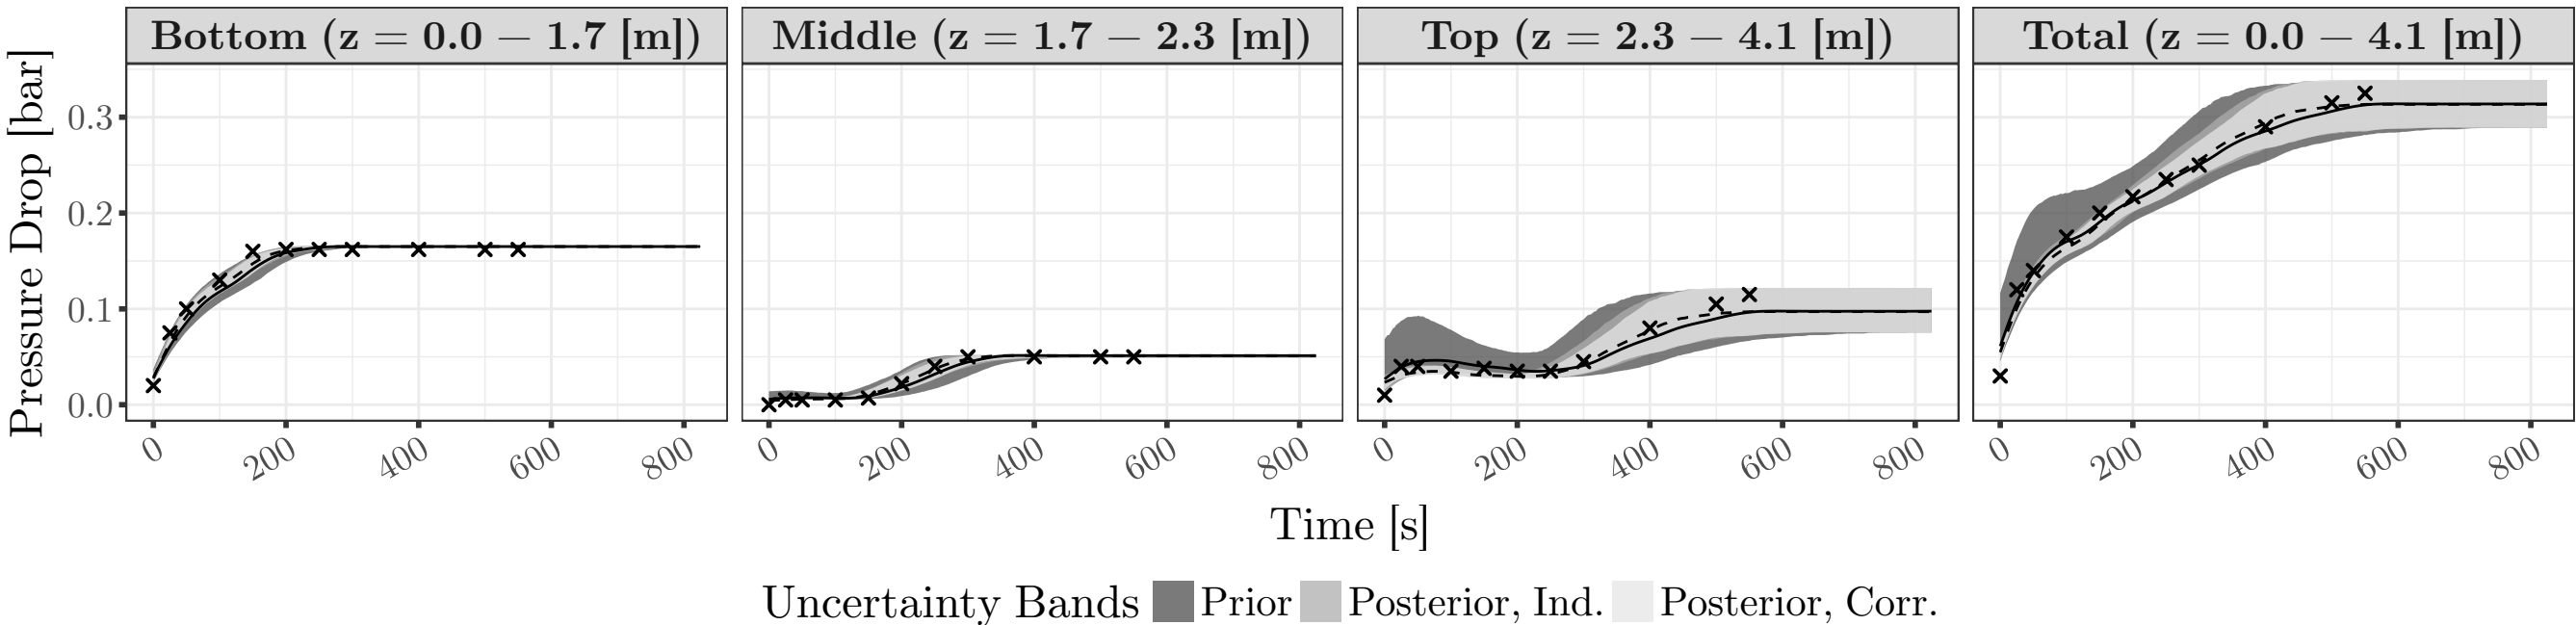 Bottom (z = 0.0 − 1.7 [m])
Middle (z = 1.7 − 2.3 [m])
Top (z = 2.3 − 4.1 [m])
Total (z = 0.0 − 4.1 [m])
Pressure Drop [bar]
0.3
0.2
0.1
0.0
0 200 400 600 800
0 200 400 600 800
0 200 400 600 800
0 200 400 600 800
Time [s]
Uncertainty Bands Prior Posterior, Ind. Posterior, Corr.